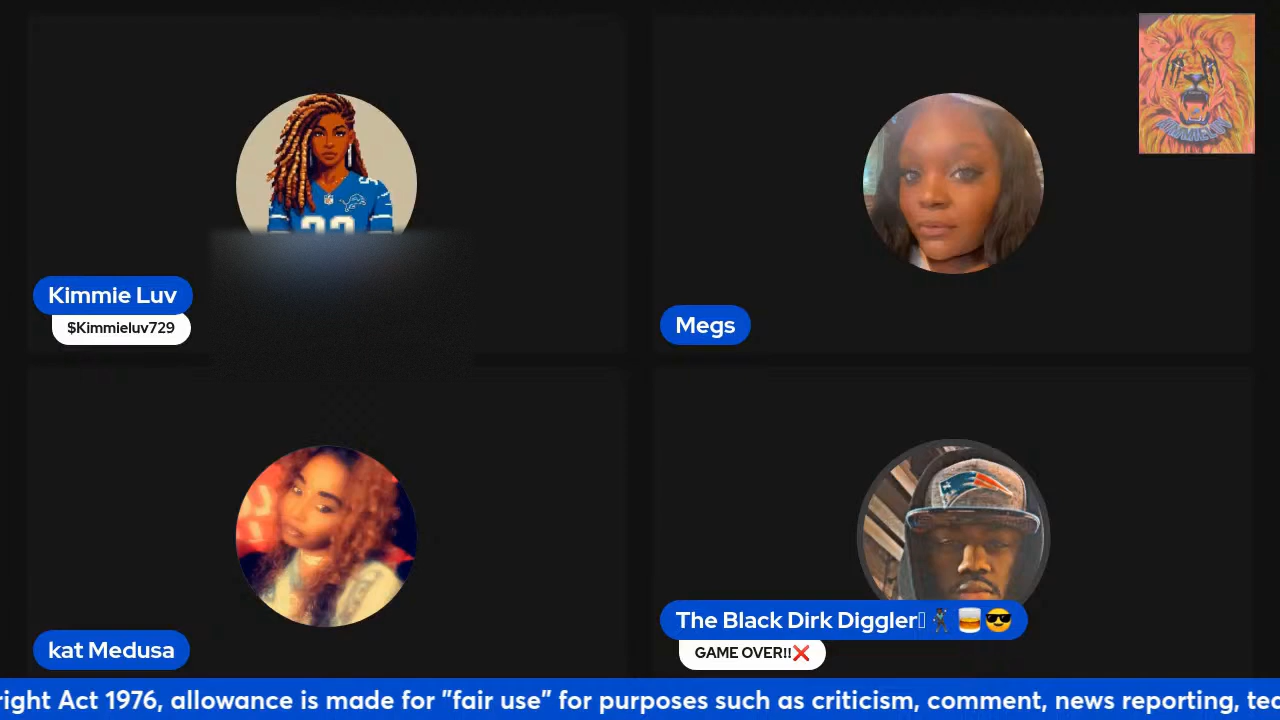 KIMMIELUV
Kimmie Luv
$Kimmieluv729
Megs
kat Medusa
The Black Dirk Diggler
GAME OVER!!❌
right Act 1976, allowance is made for "fair use" for purposes such as criticism, comment, news reporting, tea